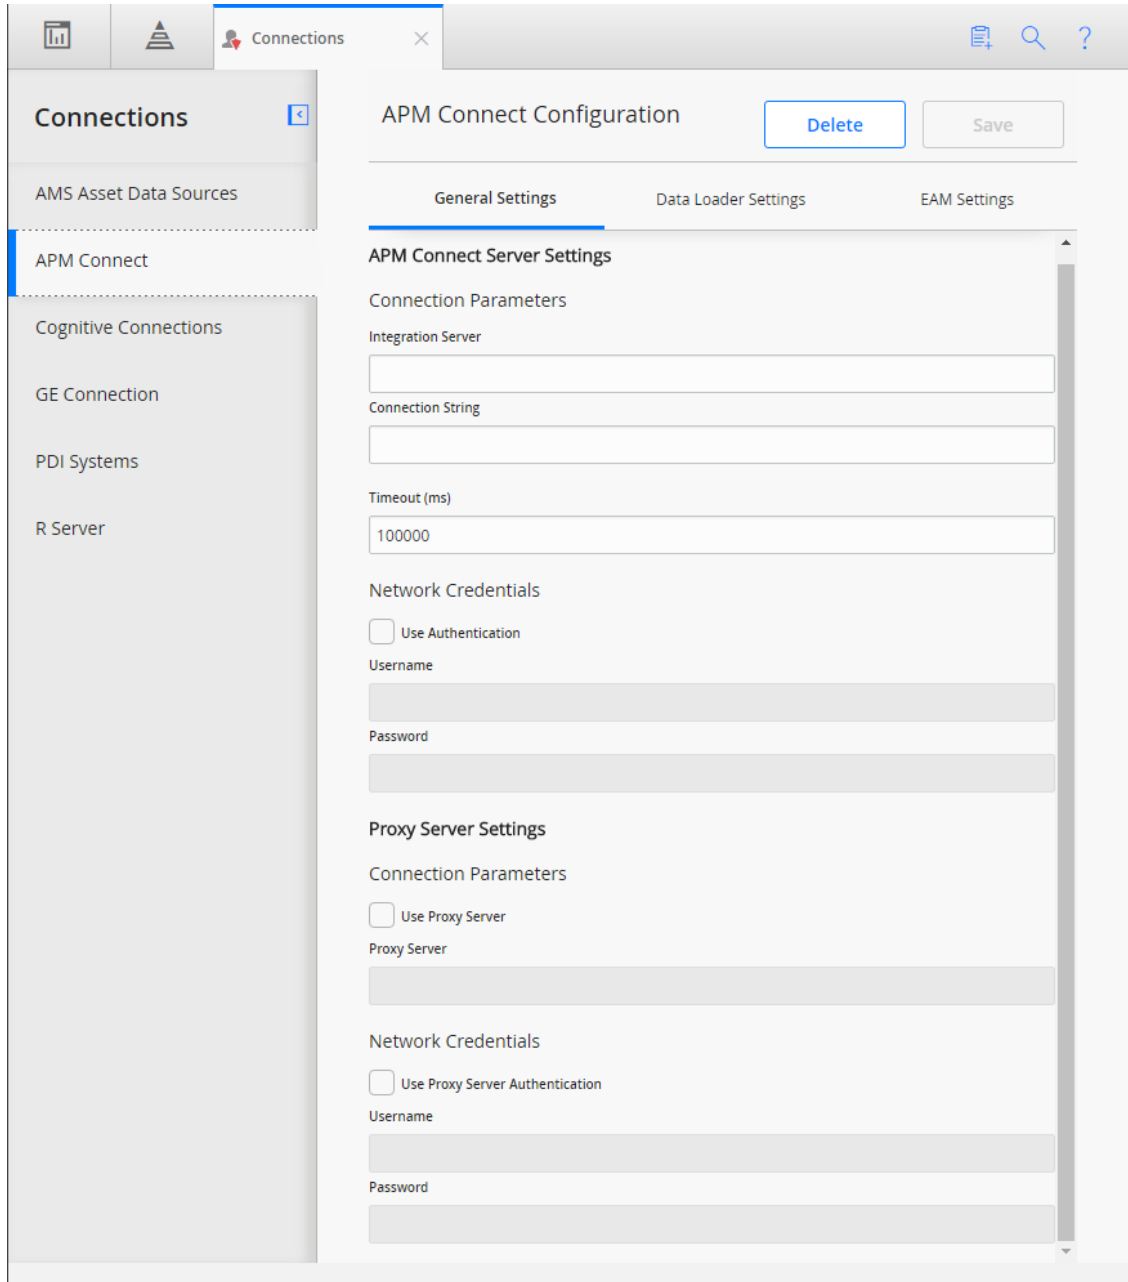 Connections
?
Connections
AMS Asset Data Sources
APM Connect
Cognitive Connections
GE Connection
PDI Systems
R Server
APM Connect Configuration
Delete
Save
General Settings
Data Loader Settings
EAM Settings
APM Connect Server Settings
Connection Parameters
Integration Server
Connection String
Timeout (ms)
100000
Network Credentials
Use Authentication
Username
Password
Proxy Server Settings
Connection Parameters
Use Proxy Server
Proxy Server
Network Credentials
Use Proxy Server Authentication
Username
Password